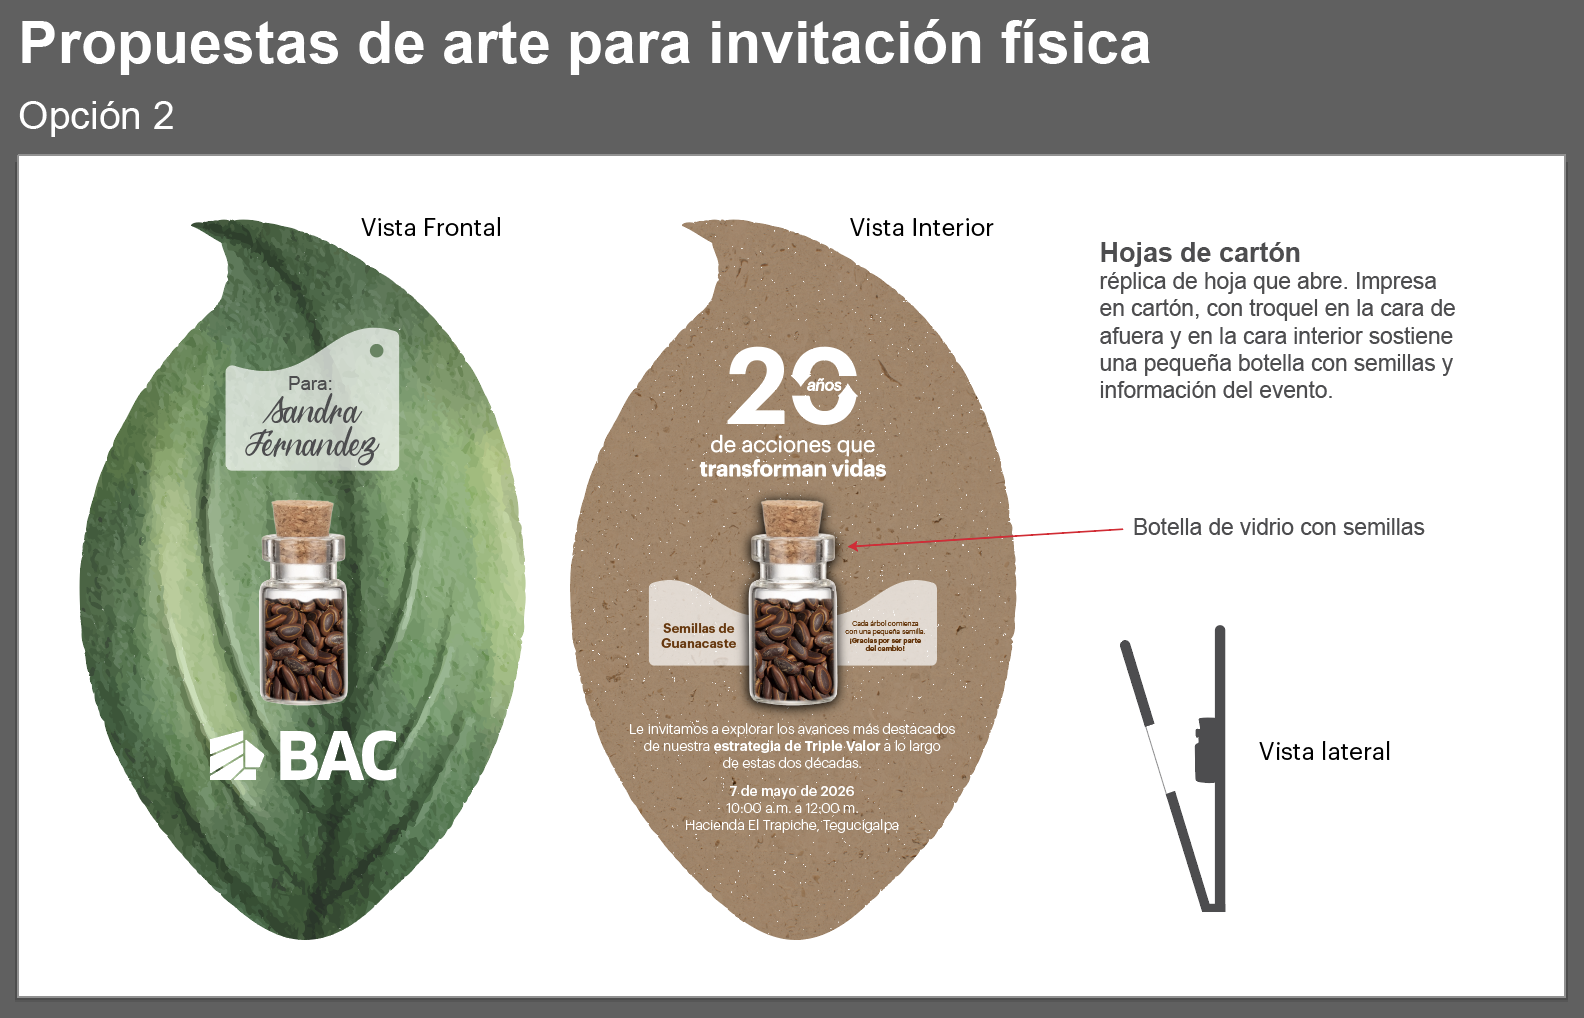 Propuestas de arte para invitación física
Opción 2
Vista Frontal
Para:
Sandra
Fernandez
BAC
Vista Interior
20
años
de acciones que
transforman vidas
Semillas de
Guanacaste
Cada árbol comienza
con una pequeña semilla.
¡Gracias por ser parte
del cambio!
Le invitamos a explorar los avances más destacados
de nuestra estrategia de Triple Valor a lo largo
de estas dos décadas.
7 de mayo de 2026
10:00 a.m. a 12:00 m.
Hacienda El Trapiche, Tegucigalpa
Hojas de cartón
réplica de hoja que abre. Impresa
en cartón, con troquel en la cara de
afuera y en la cara interior sostiene
una pequeña botella con semillas y
información del evento.
Botella de vidrio con semillas
Vista lateral